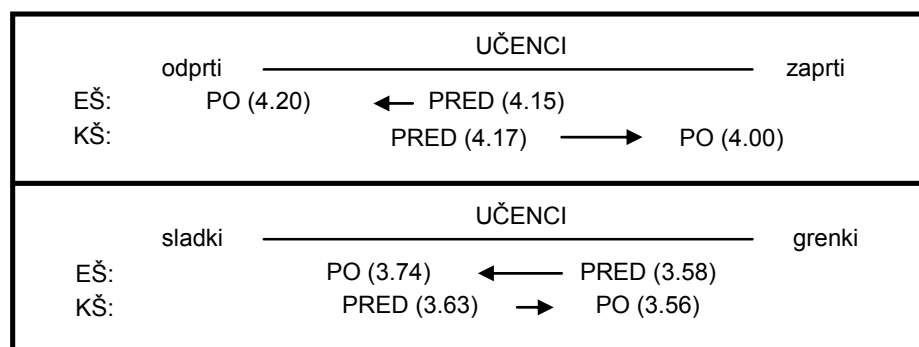 UČENCI
odprti zaprti
EŠ: PO (4.20) PRED (4.15)
KŠ: PRED (4.17) PO (4.00)
UČENCI
sladki grenki
EŠ: PO (3.74) PRED (3.58)
KŠ: PRED (3.63) PO (3.56)